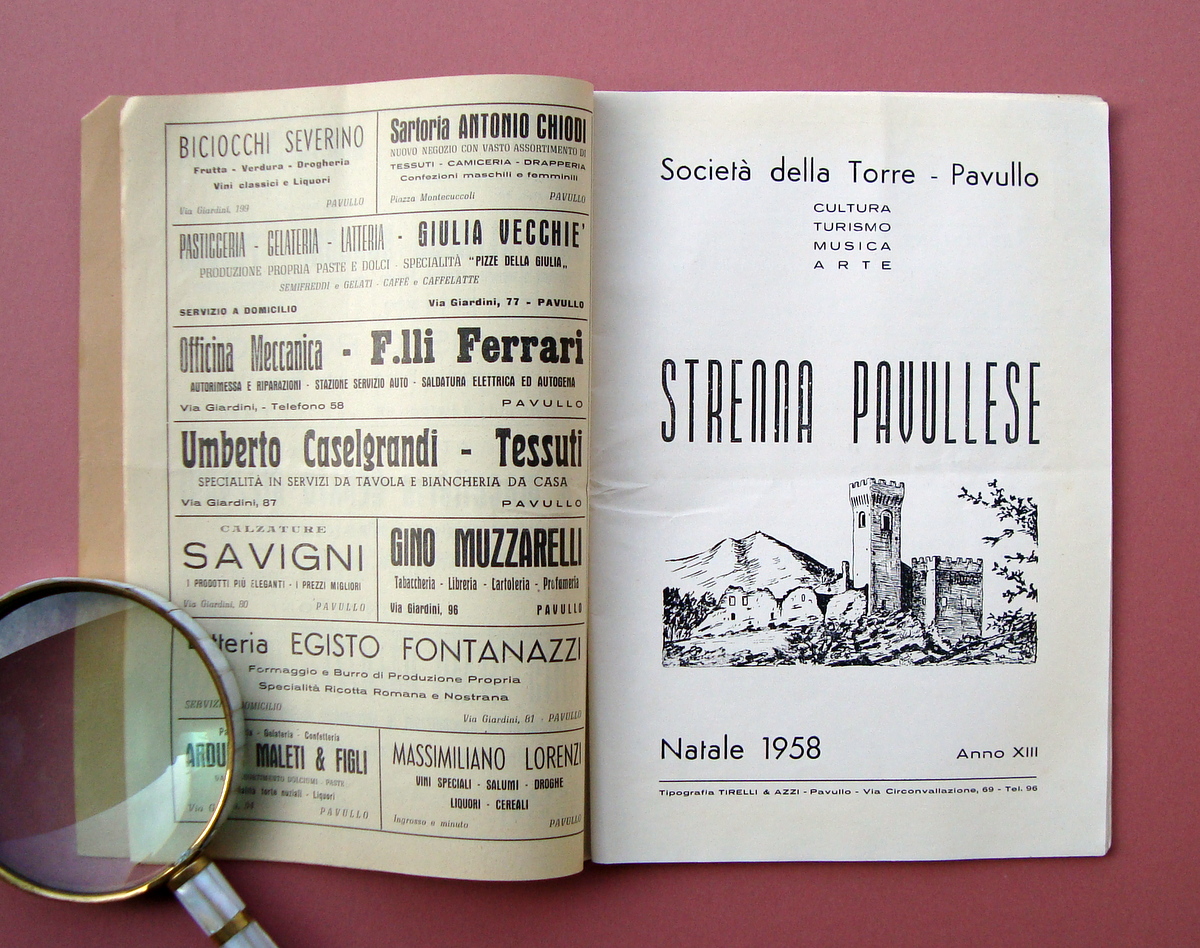 BICIOCCHI SEVERINO
Frutta - Verdura - Drogheria
Vini classici e Liquori
Via Giardini, 199 PAVULLO
Sartoria ANTONIO CHIODI
NUOVO NEGOZIO CON VASTO ASSORTIMENTO DI
TESSUTI - CAMICERIA - DRAPPERIA
Confezioni maschili e femminili
Piazza Montecuccoli PAVULLO
PASTICCERIA - GELATERIA - LATTERIA - GIULIA VECCHIE'
PRODUZIONE PROPRIA PASTE E DOLCI - SPECIALITÀ "PIZZE DELLA GIULIA„
SEMIFREDDI e GELATI - CAFFÈ e CAFFELATTE
SERVIZIO A DOMICILIO Via Giardini, 77 - PAVULLO
Officina Meccanica - F.lli Ferrari
AUTORIMESSA E RIPARAZIONI - STAZIONE SERVIZIO AUTO - SALDATURA ELETTRICA ED AUTOGENA
Via Giardini, - Telefono 58 PAVULLO
Umberto Caselgrandi - Tessuti
SPECIALITÀ IN SERVIZI DA TAVOLA E BIANCHERIA DA CASA
Via Giardini, 87 PAVULLO
CALZATURE
SAVIGNI
I PRODOTTI PIÙ ELEGANTI - I PREZZI MIGLIORI
Via Giardini, 80 PAVULLO
GINO MUZZARELLI
Tabaccheria - Libreria - Cartoleria - Profumeria
Via Giardini, 96 PAVULLO
EGISTO FONTANAZZI
Formaggio e Burro di Produzione Propria
Specialità Ricotta Romana e Nostrana
Via Giardini, 81 - PAVULLO
- Gelateria - Confetteria
MALETI & FIGLI
torte nuziali - Liquori
PAVULLO
MASSIMILIANO LORENZI
VINI SPECIALI - SALUMI - DROGHE
LIQUORI - CEREALI
Ingrosso e minuto PAVULLO
Società della Torre - Pavullo
CULTURA
TURISMO
MUSICA
ARTE
STRENNA PAVULLESE
Natale 1958 Anno XIII
Tipografia TIRELLI & AZZI - Pavullo - Via Circonvallazione, 69 - Tel. 96